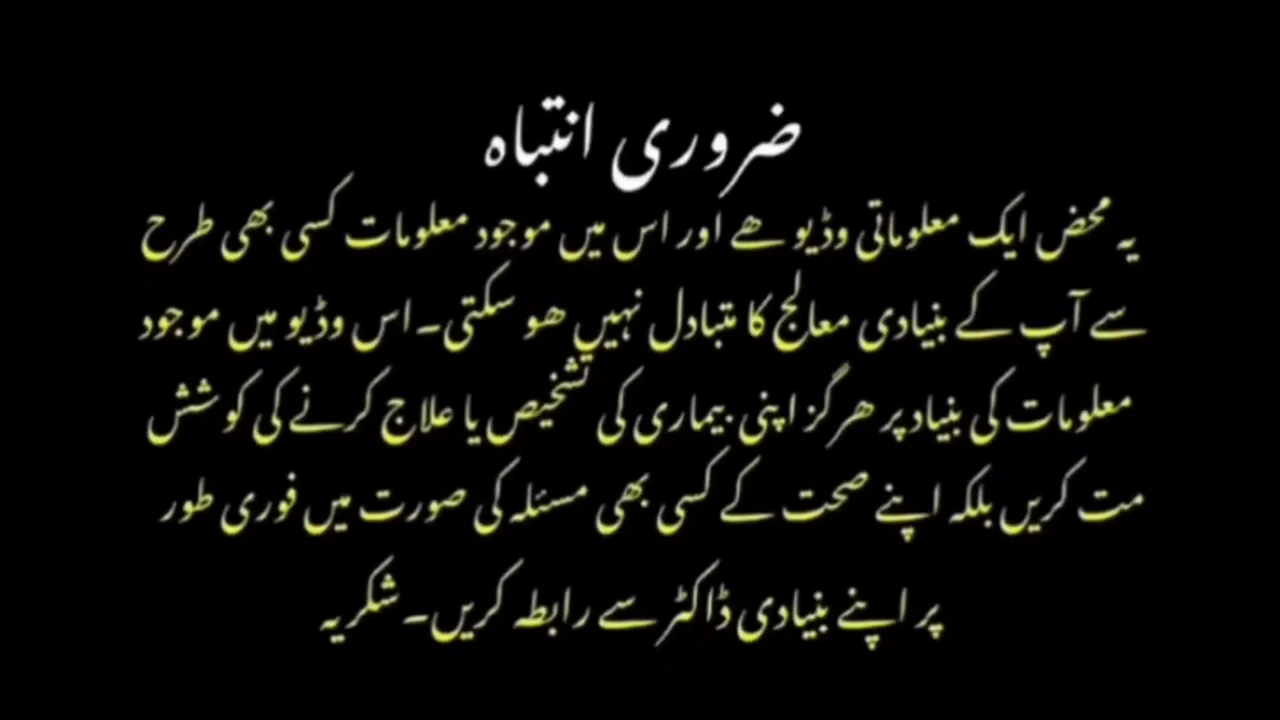 ضروری انتباہ
یہ محض ایک معلوماتی وڈیو ھے اور اس میں موجود معلومات کسی بھی طرح
سے آپ کے بنیادی معالج کا متبادل نہیں ھو سکتی۔ اس وڈیو میں موجود
معلومات کی بنیاد پر ھرگز اپنی بیماری کی تشخیص یا علاج کرنے کی کوشش
مت کریں بلکہ اپنے صحت کے کسی بھی مسئلہ کی صورت میں فوری طور
پر اپنے بنیادی ڈاکٹر سے رابطہ کریں۔ شکریہ